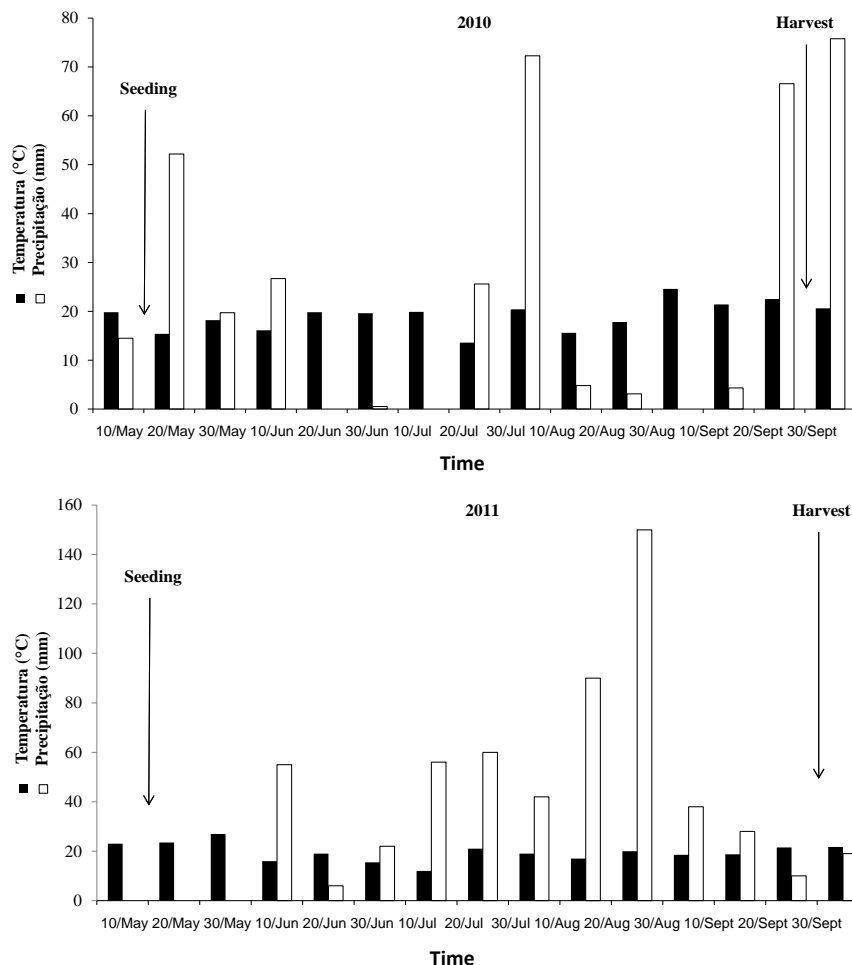 2010
Harvest
Seeding
80
70
60
50
40
30
20
10
0
■ Temperatura (°C)
□ Precipitação (mm)
10/May 20/May 30/May 10/Jun 20/Jun 30/Jun 10/Jul 20/Jul 30/Jul 10/Aug 20/Aug 30/Aug 10/Sept 20/Sept 30/Sept
Time
2011
Harvest
Seeding
160
140
120
100
80
60
40
20
0
■ Temperatura (°C)
□ Precipitação (mm)
10/May 20/May 30/May 10/Jun 20/Jun 30/Jun 10/Jul 20/Jul 30/Jul 10/Aug 20/Aug 30/Aug 10/Sept 20/Sept 30/Sept
Time